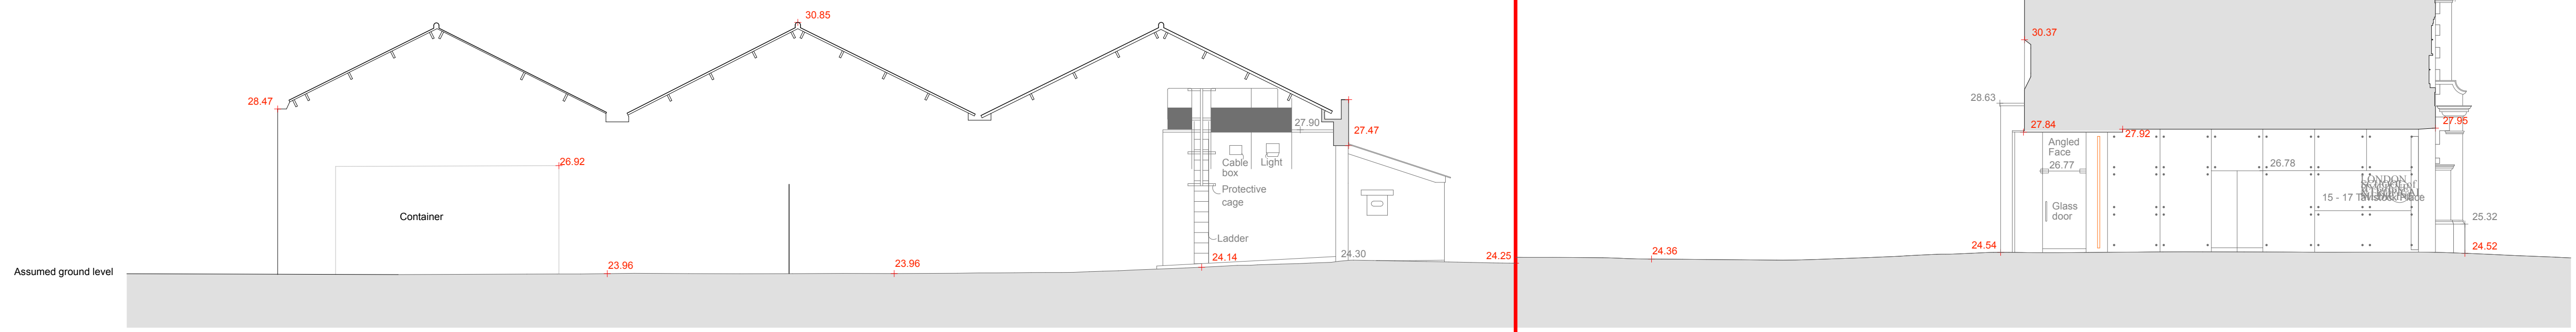 30.85
28.47
26.92
Container
Assumed ground level
23.96
23.96
27.90
27.47
Cable
box
Light
Protective
cage
Ladder
24.14
24.30
24.25
24.36
30.37
28.63
27.84
27.92
27.95
Angled
Face
26.77
26.78
Glass
door
LONDON
15 - 17 Tavistock Place
25.32
24.54
24.52